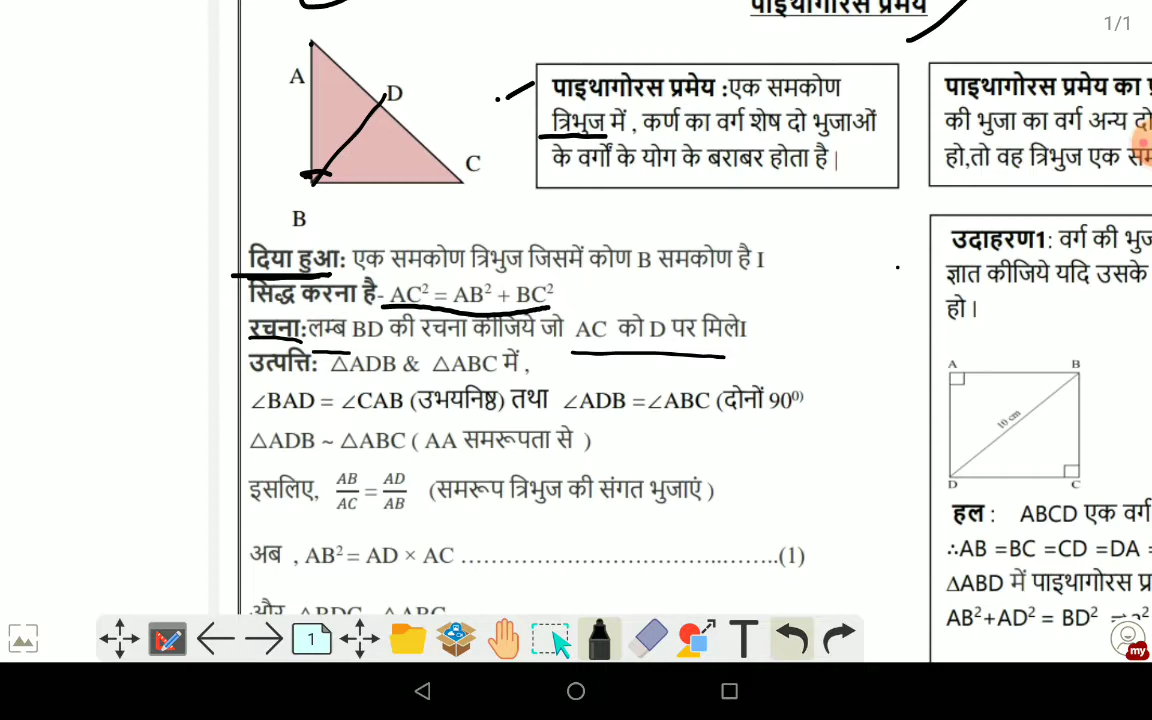 पाइथागोरस प्रमेय
1/1
A
D
C
B
पाइथागोरस प्रमेय :एक समकोण
त्रिभुज में , कर्ण का वर्ग शेष दो भुजाओं
के वर्गों के योग के बराबर होता है |
पाइथागोरस प्रमेय का
की भुजा का वर्ग अन्य दो
हो,तो वह त्रिभुज एक
दिया हुआ: एक समकोण त्रिभुज जिसमें कोण B समकोण है I
सिद्ध करना है- AC² = AB² + BC²
रचना:लम्ब BD की रचना कीजिये जो AC को D पर मिलेI
उत्पत्ति: △ADB & △ABC में ,
∠BAD = ∠CAB (उभयनिष्ठ) तथा ∠ADB =∠ABC (दोनों 90⁰⁾
△ADB ~ △ABC ( AA समरूपता से )
इसलिए, AB/AC = AD/AB (समरूप त्रिभुज की संगत भुजाएं )
अब , AB² = AD × AC ……………………………..……..(1)
और △BDC △ABC
उदाहरण1: वर्ग की
ज्ञात कीजिये यदि उसके
हो ।
A
B
10 cm
D
C
हल : ABCD एक वर्ग
∴AB =BC =CD =DA =
ΔABD में पाइथागोरस
AB²+AD² = BD²
1
T
my